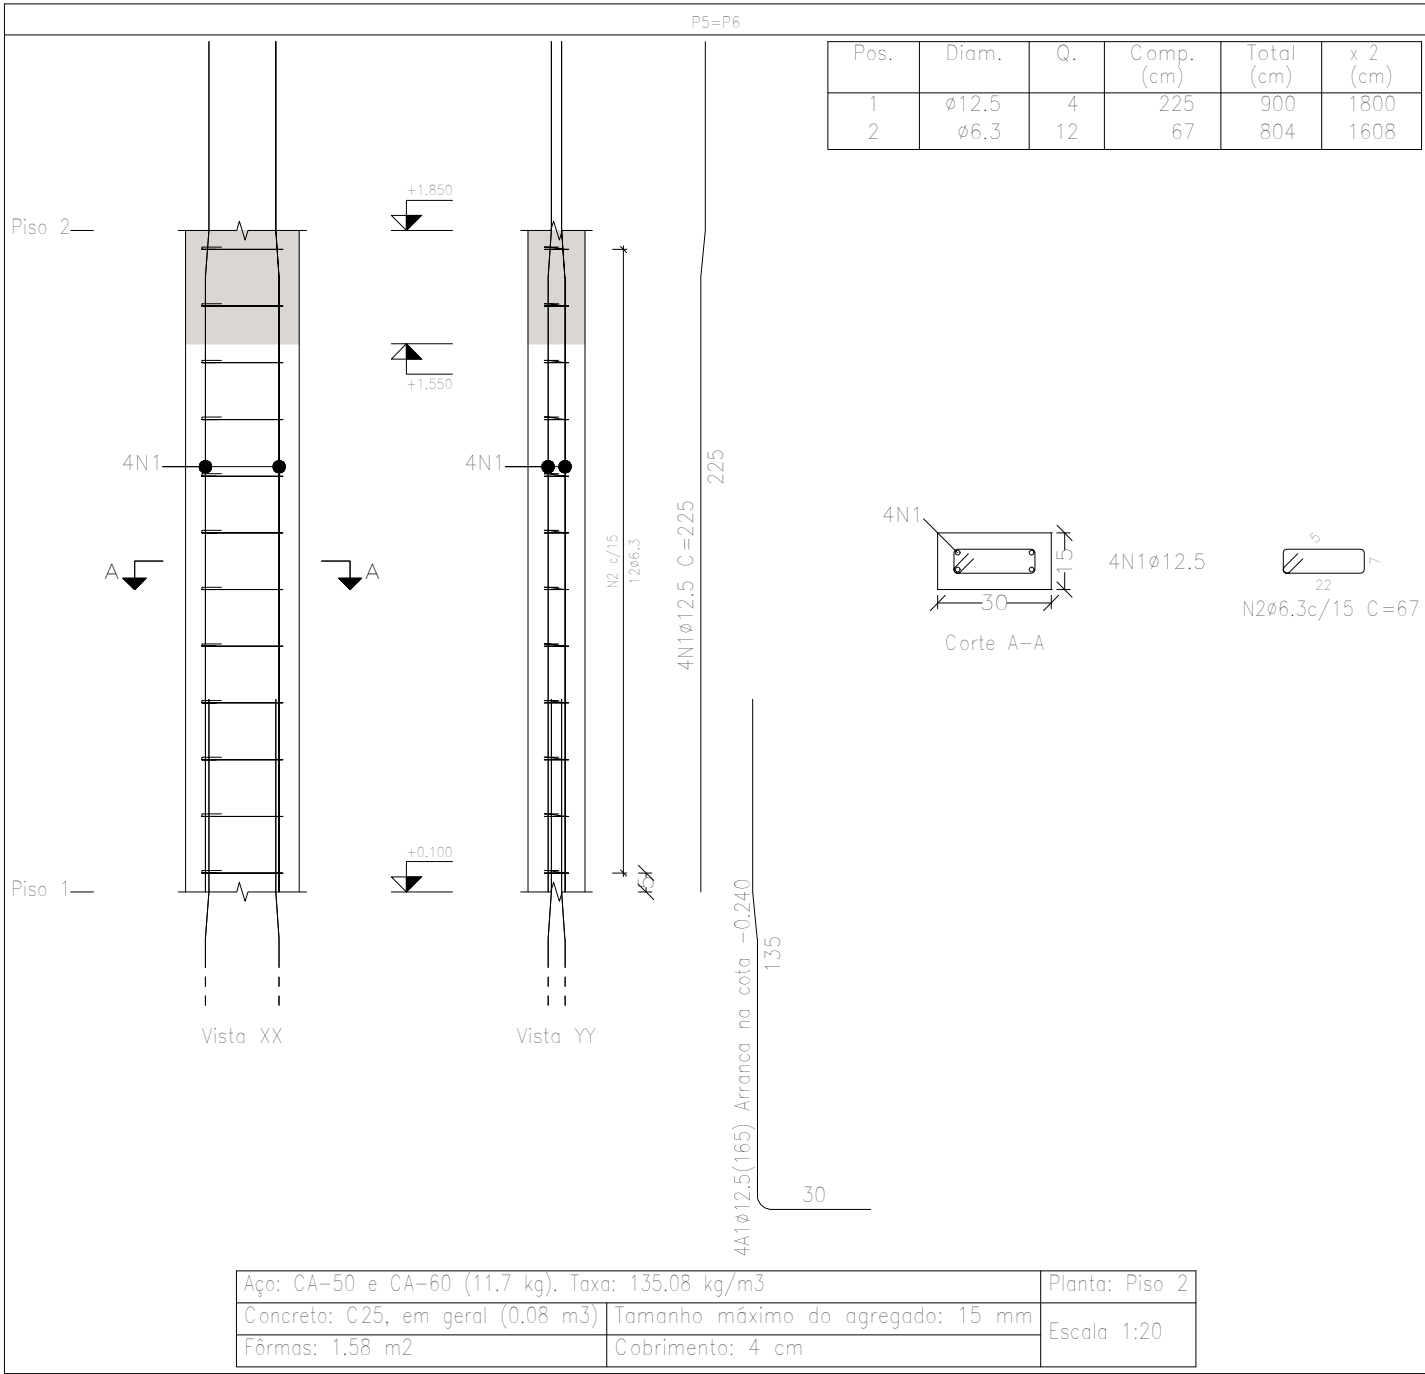 P5=P6
Pos. Diam. Q. Comp. (cm) Total (cm) x 2 (cm)
1 ø12.5 4 225 900 1800
2 ø6.3 12 67 804 1608
Piso 2
+1.850
+1.550
4N1
4N1
A
A
N2 c/15
12ø6.3
4N1ø12.5 C=225
225
4N1
15
30
Corte A-A
4N1ø12.5
5
7
22
N2ø6.3c/15 C=67
Piso 1
+0.100
5
Vista XX
Vista YY
4A1ø12.5(165) Arranca na cota -0.240
135
30
Aço: CA-50 e CA-60 (11.7 kg). Taxa: 135.08 kg/m3
Planta: Piso 2
Concreto: C25, em geral (0.08 m3)
Tamanho máximo do agregado: 15 mm
Escala 1:20
Fôrmas: 1.58 m2
Cobrimento: 4 cm